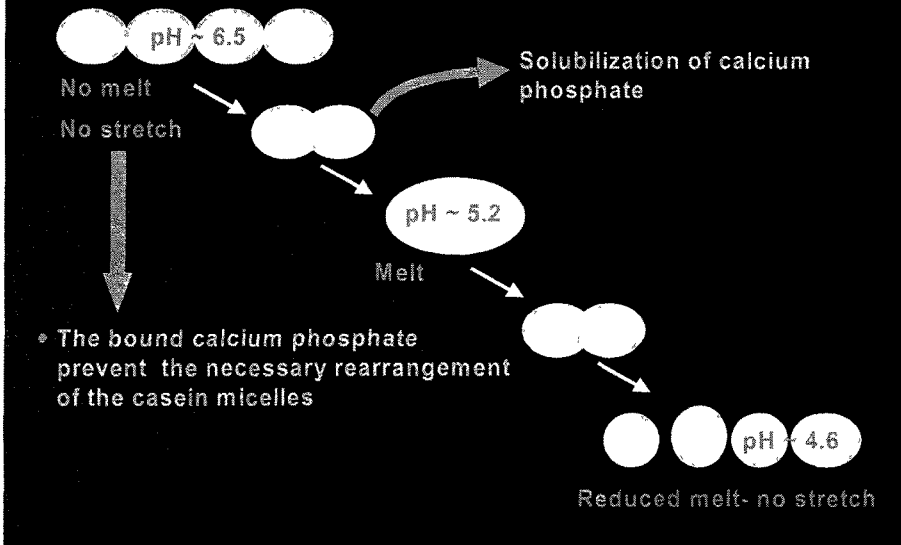 pH ~ 6.5
No melt
No stretch
Solubilization of calcium
phosphate
pH ~ 5.2
Melt
• The bound calcium phosphate
prevent the necessary rearrangement
of the casein micelles
pH ~ 4.6
Reduced melt- no stretch